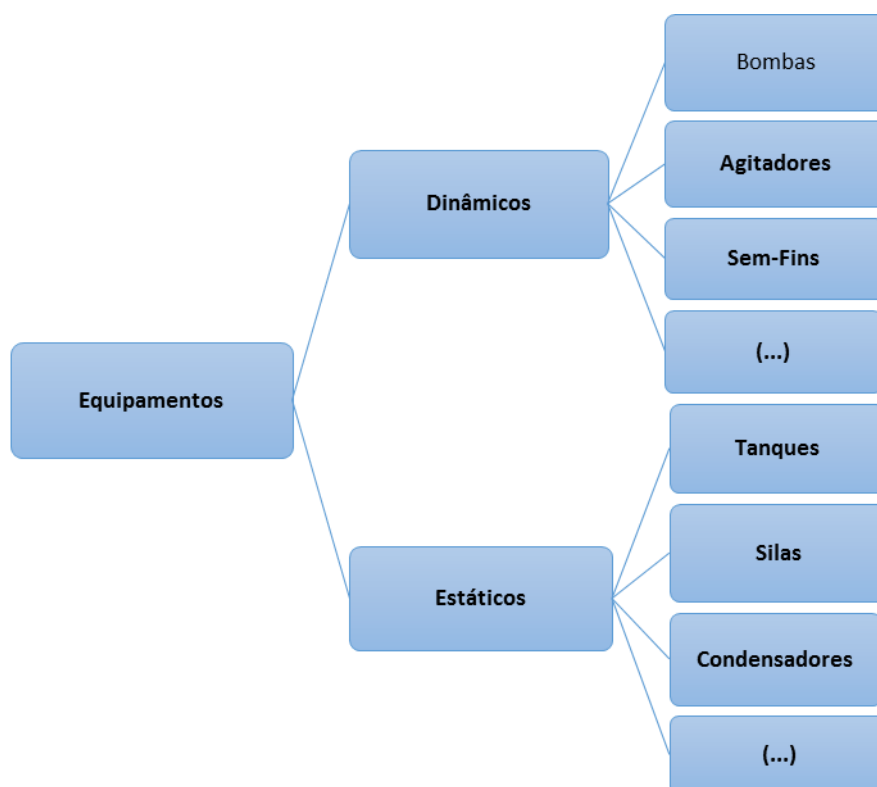 Equipamentos
Dinâmicos
Bombas
Agitadores
Sem-Fins
(...)
Estáticos
Tanques
Silas
Condensadores
(...)